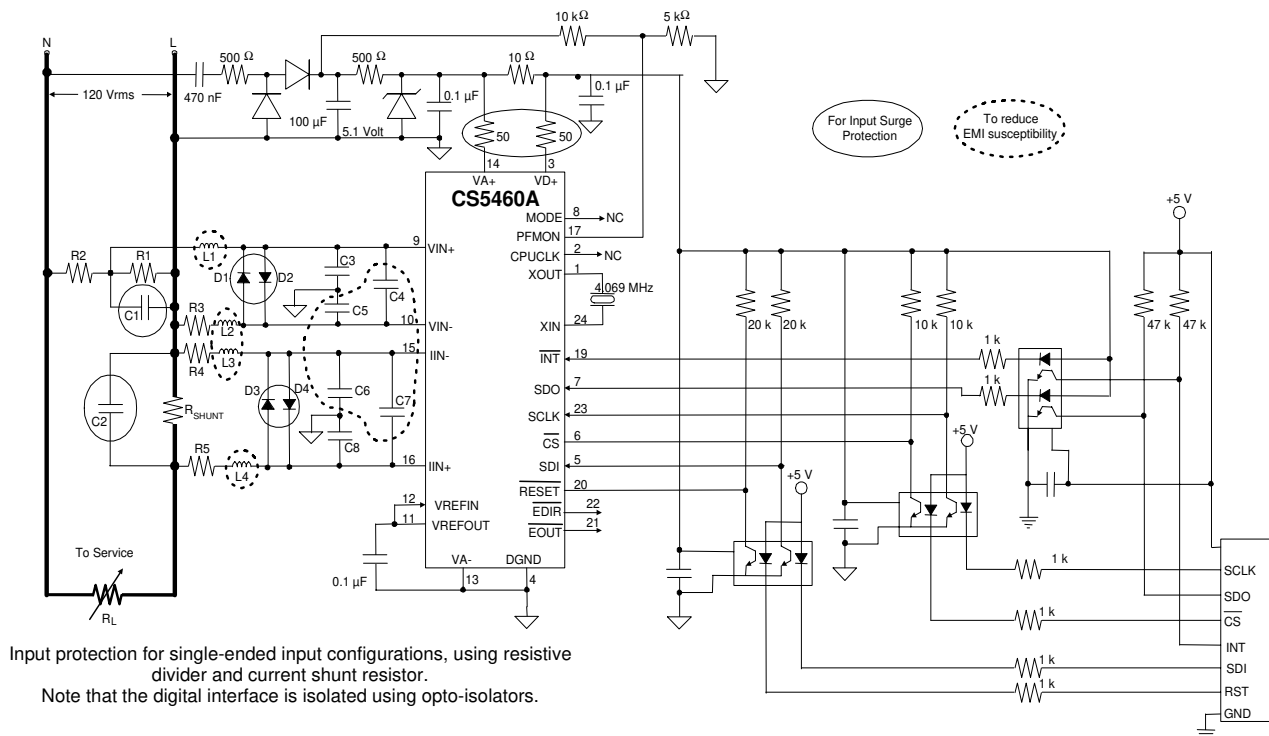 10 kΩ
5 kΩ
N
L
500 Ω
500 Ω
10 Ω
120 Vrms
470 nF
0.1 µF
0.1 µF
100 µF
5.1 Volt
50
50
For Input Surge
Protection
To reduce
EMI susceptibility
14
3
VA+
VD+
CS5460A
+5 V
MODE
8
NC
17
PFMON
9
VIN+
2
CPUCLK
NC
L1
R2
R1
C3
1
XOUT
D1
D2
C4
4.069 MHz
C1
C5
R3
10
VIN-
24
XIN
20 k
20 k
10 k
10 k
47 k
47 k
L2
15
IIN-
1 k
R4
L3
INT
19
SDO
7
1 k
D3
D4
C6
C2
RSHUNT
C7
SCLK
23
CS
6
+5 V
R5
C8
16
IIN+
SDI
5
+5 V
L4
RESET
20
12
VREFIN
EDIR
22
11
VREFOUT
EOUT
21
To Service
VA-
DGND
0.1 µF
13
4
1 k
SCLK
SDO
RL
1 k
CS
INT
1 k
SDI
1 k
RST
GND
Input protection for single-ended input configurations, using resistive
divider and current shunt resistor.
Note that the digital interface is isolated using opto-isolators.